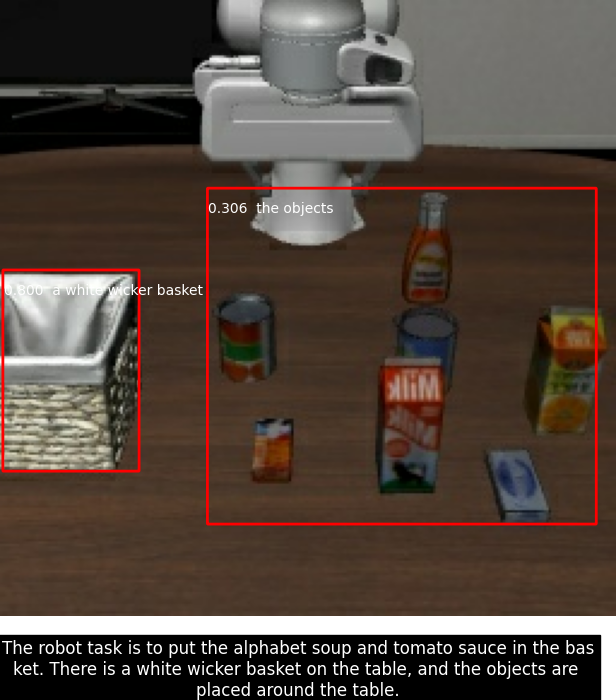 0.306  the objects
0.800  a white wicker basket
Milk
Milk
The robot task is to put the alphabet soup and tomato sauce in the bas
ket. There is a white wicker basket on the table, and the objects are
placed around the table.